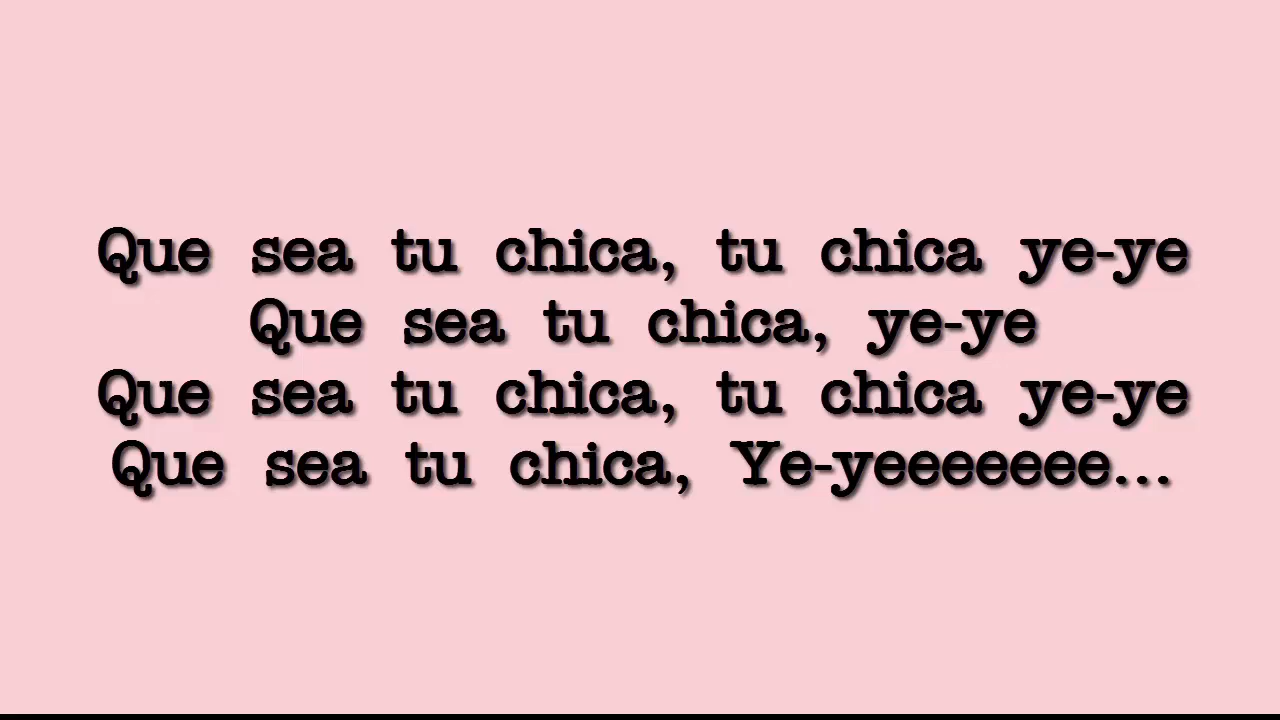 Que sea tu chica, tu chica ye-ye
Que sea tu chica, ye-ye
Que sea tu chica, tu chica ye-ye
Que sea tu chica, Ye-yeeeeeeee...